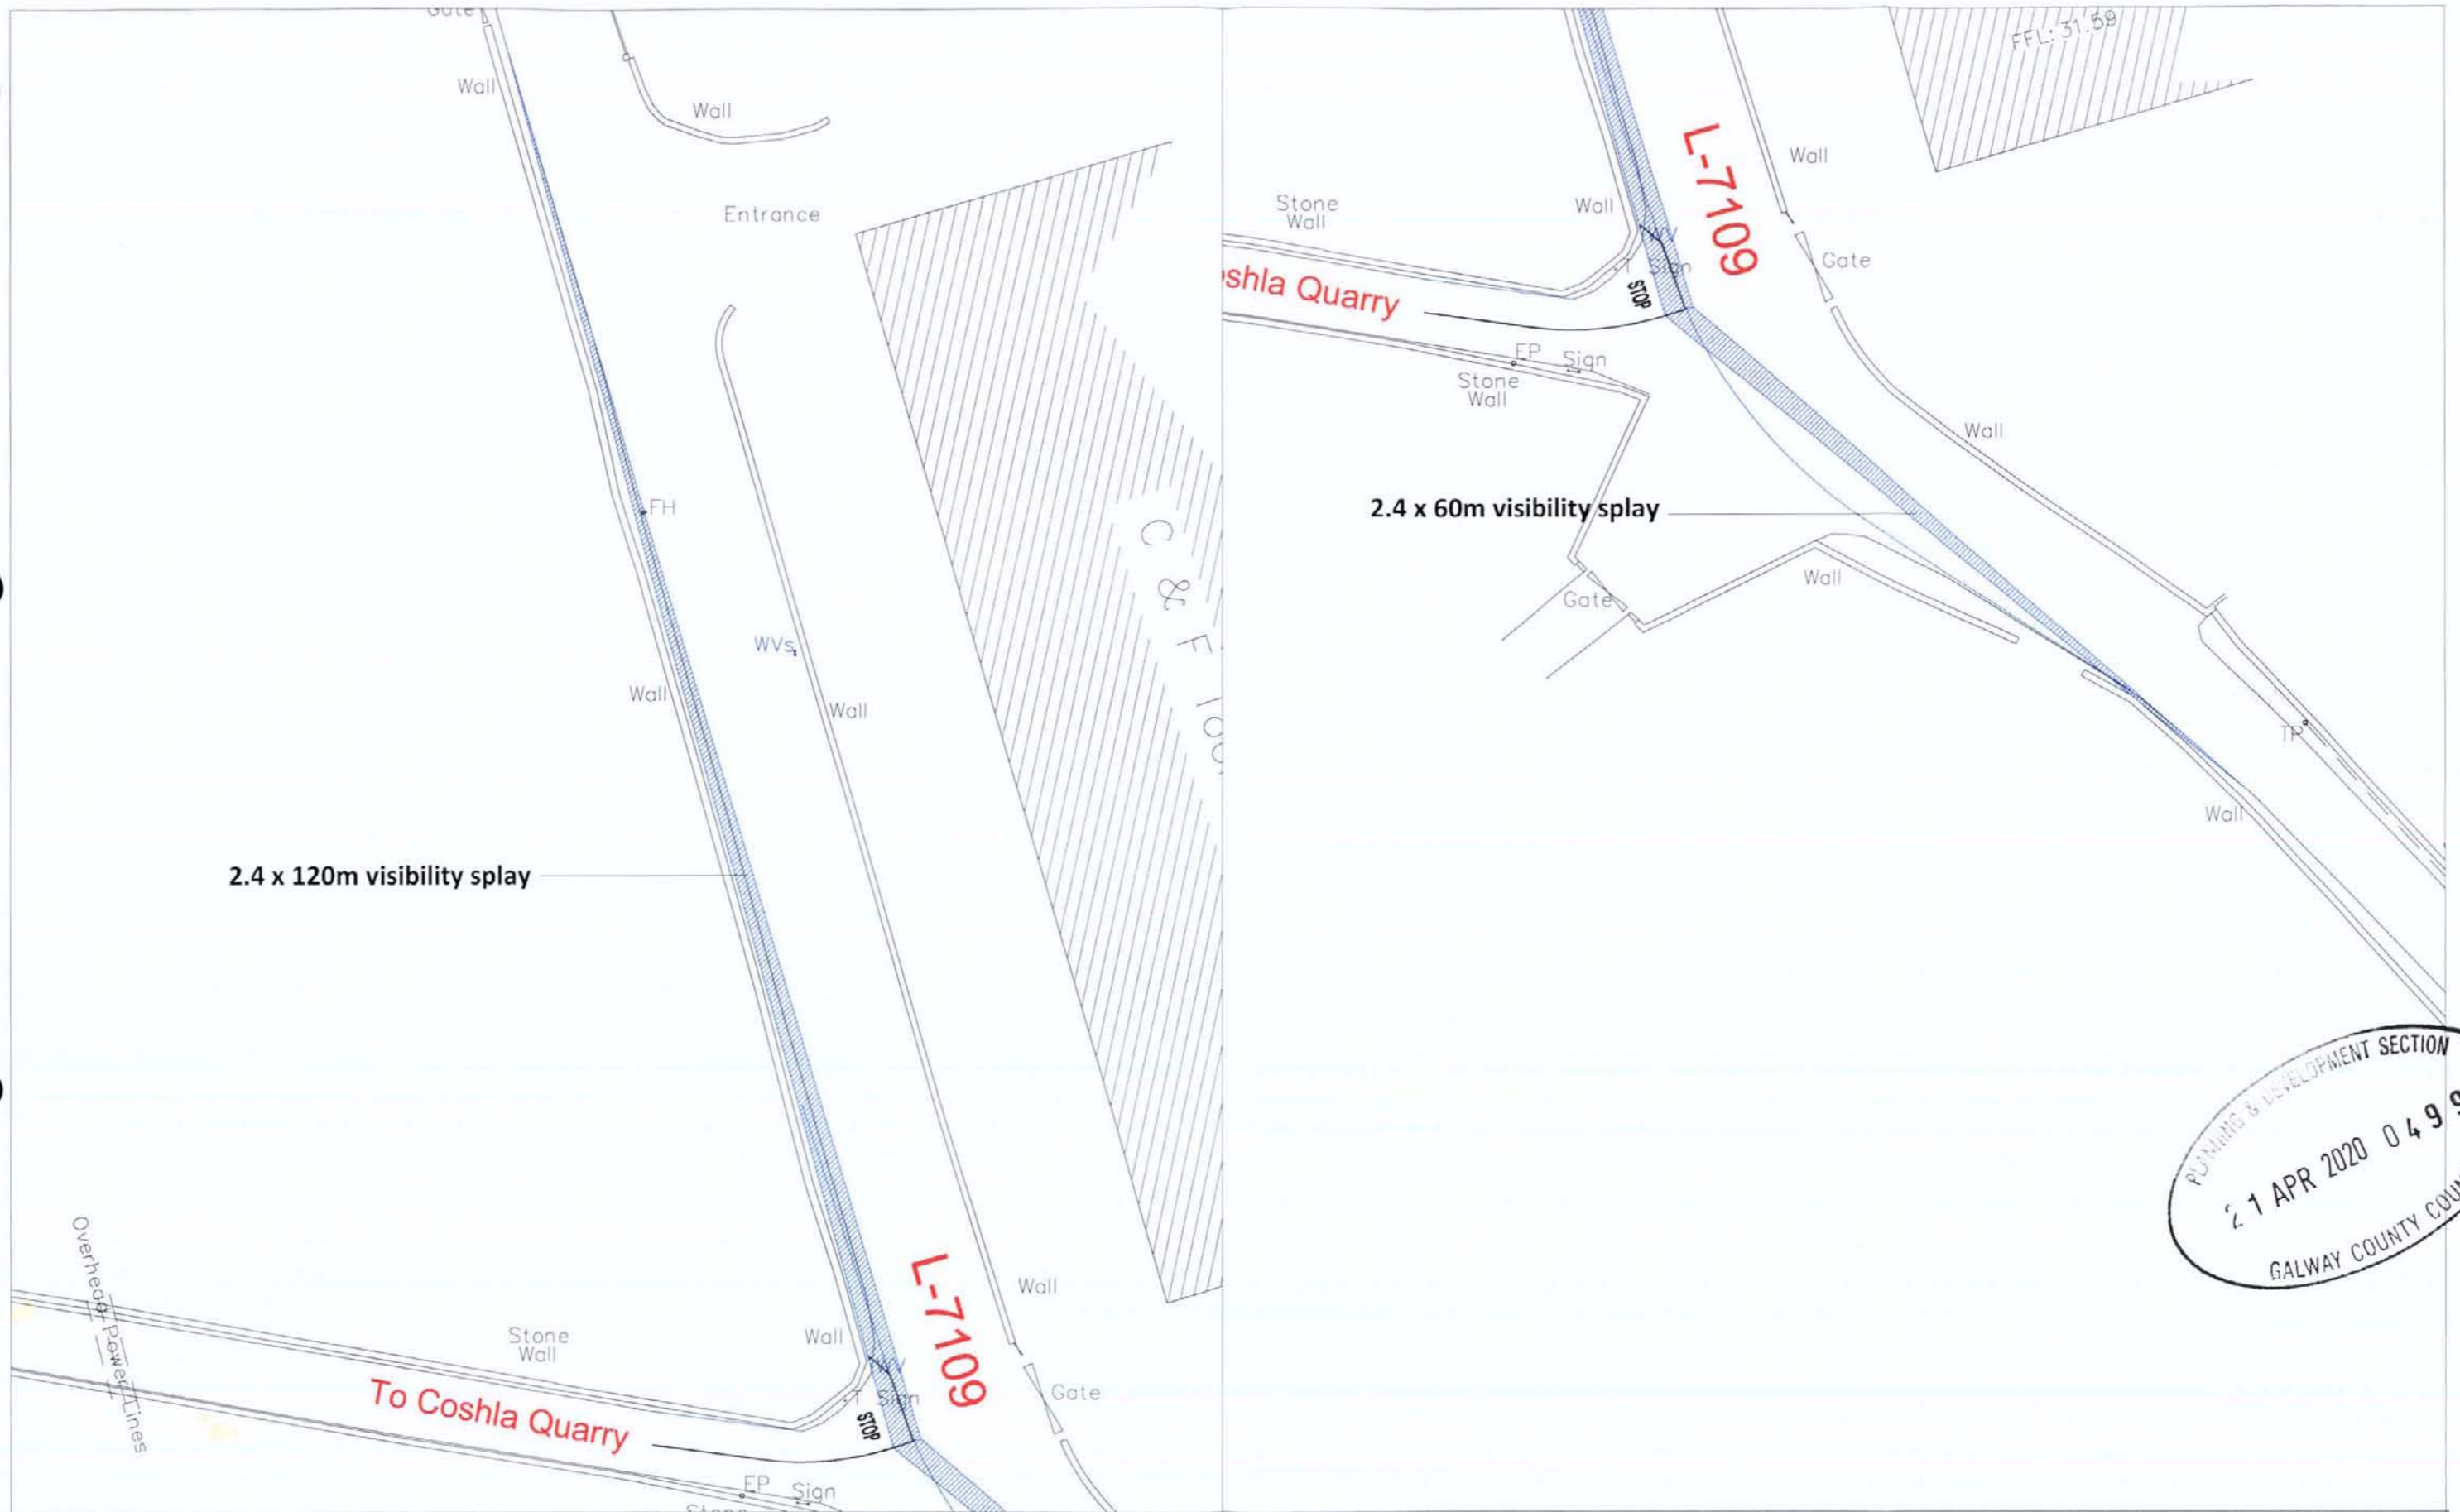 Gate
Wall
Wall
Entrance
FH
WVs
Wall
Wall
C & F
2.4 x 120m visibility splay
Overhead Power Lines
Stone
Wall
Wall
Wall
L-7109
To Coshla Quarry
T Sign
STOP
Gate
EP
Sign
FFL: 31.59
L-7109
Wall
Stone
Wall
Wall
Gate
shla Quarry
T Sign
STOP
EP
Sign
Stone
Wall
Wall
2.4 x 60m visibility splay
Wall
Gate
TP
Wall
PLANNING & DEVELOPMENT SECTION
21 APR 2020 0499
GALWAY COUNTY COUN